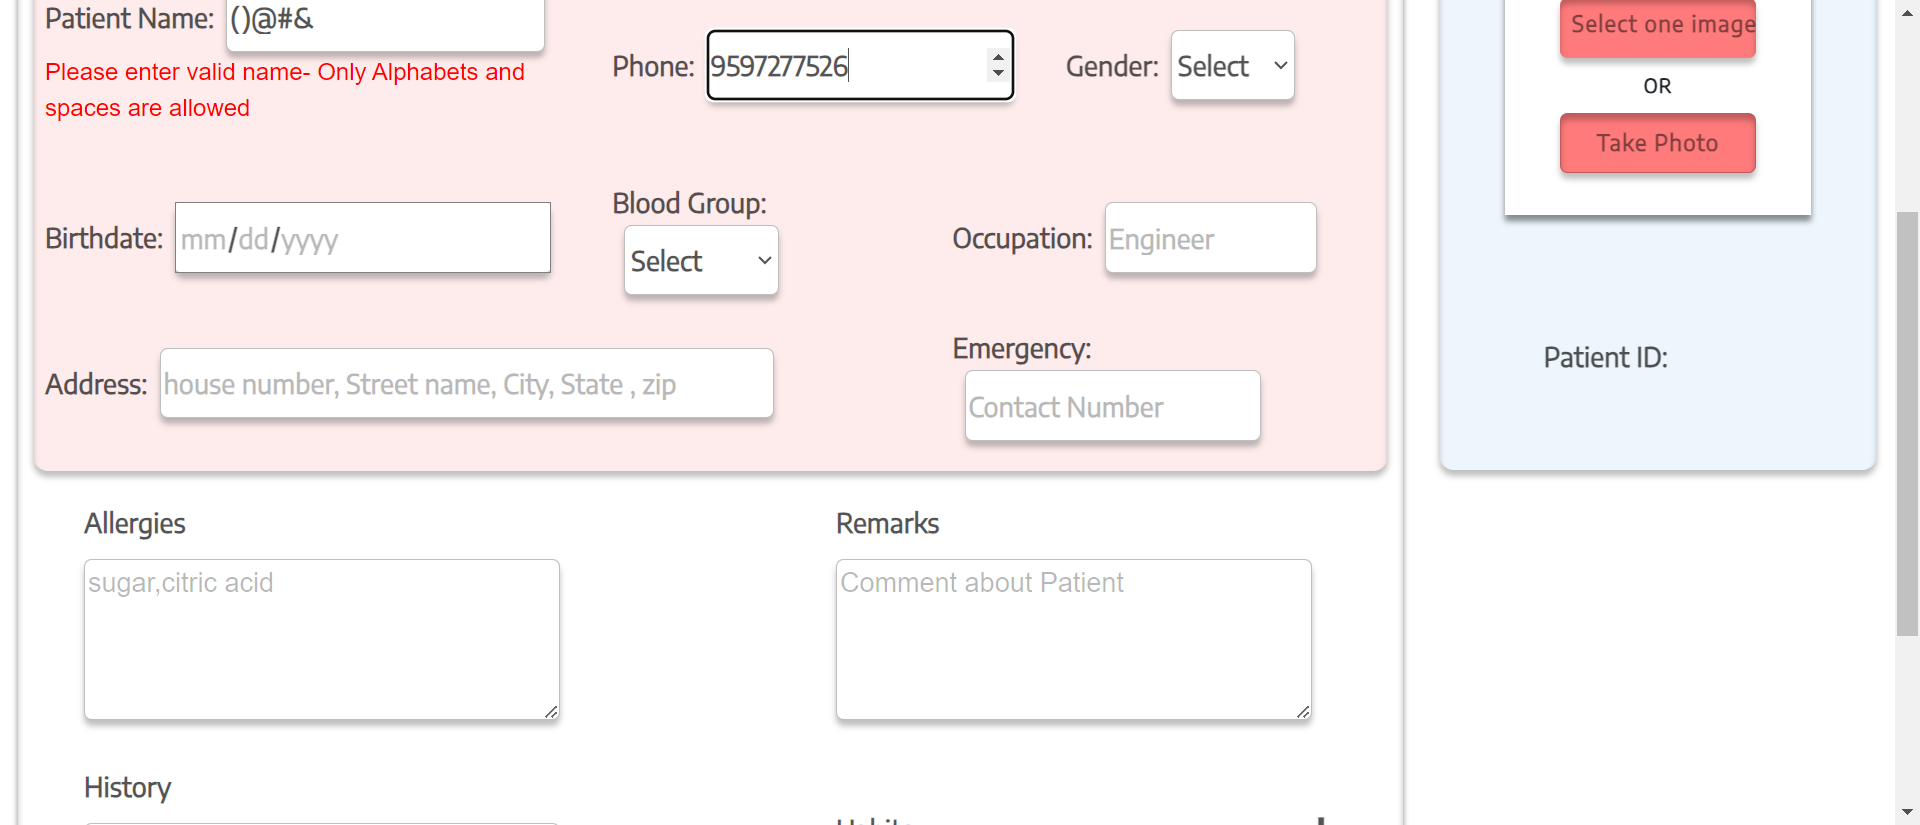 Patient Name: ()@#&
Please enter valid name- Only Alphabets and
spaces are allowed
Phone: 9597277526
Gender: Select
Select one image
OR
Take Photo
Birthdate: mm/dd/yyyy
Blood Group:
Select
Occupation: Engineer
Address: house number, Street name, City, State , zip
Emergency:
Contact Number
Patient ID:
Allergies
sugar,citric acid
Remarks
Comment about Patient
History